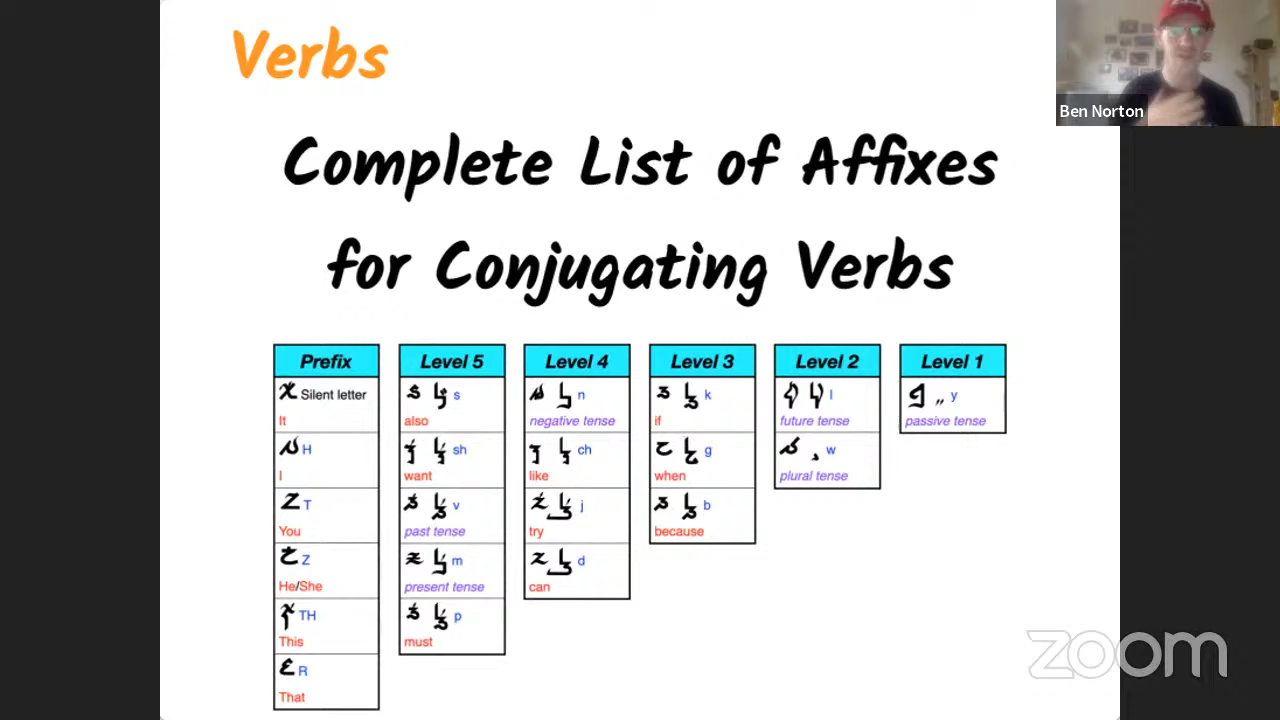 Verbs
Ben Norton
Complete List of Affixes
for Conjugating Verbs
Prefix
Silent letter
It
H
I
T
You
Z
He/She
TH
This
R
That
Level 5
s
also
sh
want
v
past tense
m
present tense
p
must
Level 4
n
negative tense
ch
like
j
try
d
can
Level 3
k
if
g
when
b
because
Level 2
l
future tense
w
plural tense
Level 1
y
passive tense
zoom